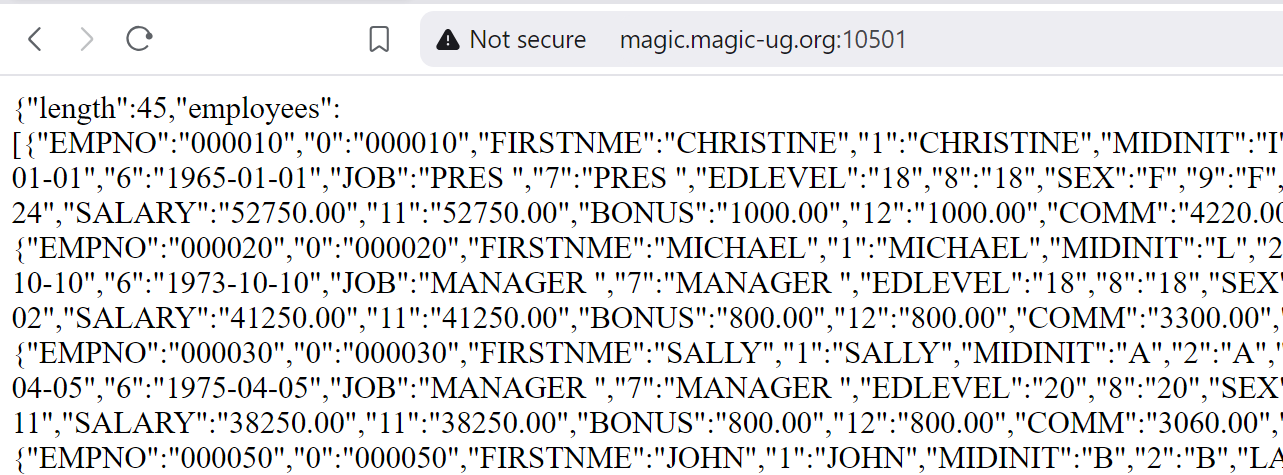 Not secure magic.magic-ug.org:10501
{"length":45,"employees":
[{"EMPNO":"000010","0":"000010","FIRSTNME":"CHRISTINE","1":"CHRISTINE","MIDINIT":"I"
01-01","6":"1965-01-01","JOB":"PRES ","7":"PRES ","EDLEVEL":"18","8":"18","SEX":"F","9":"F",
24","SALARY":"52750.00","11":"52750.00","BONUS":"1000.00","12":"1000.00","COMM":"4220.00
{"EMPNO":"000020","0":"000020","FIRSTNME":"MICHAEL","1":"MICHAEL","MIDINIT":"L","2
10-10","6":"1973-10-10","JOB":"MANAGER ","7":"MANAGER ","EDLEVEL":"18","8":"18","SEX"
02","SALARY":"41250.00","11":"41250.00","BONUS":"800.00","12":"800.00","COMM":"3300.00","
{"EMPNO":"000030","0":"000030","FIRSTNME":"SALLY","1":"SALLY","MIDINIT":"A","2":"A","
04-05","6":"1975-04-05","JOB":"MANAGER ","7":"MANAGER ","EDLEVEL":"20","8":"20","SEX"
11","SALARY":"38250.00","11":"38250.00","BONUS":"800.00","12":"800.00","COMM":"3060.00","
{"EMPNO":"000050","0":"000050","FIRSTNME":"JOHN","1":"JOHN","MIDINIT":"B","2":"B","LA